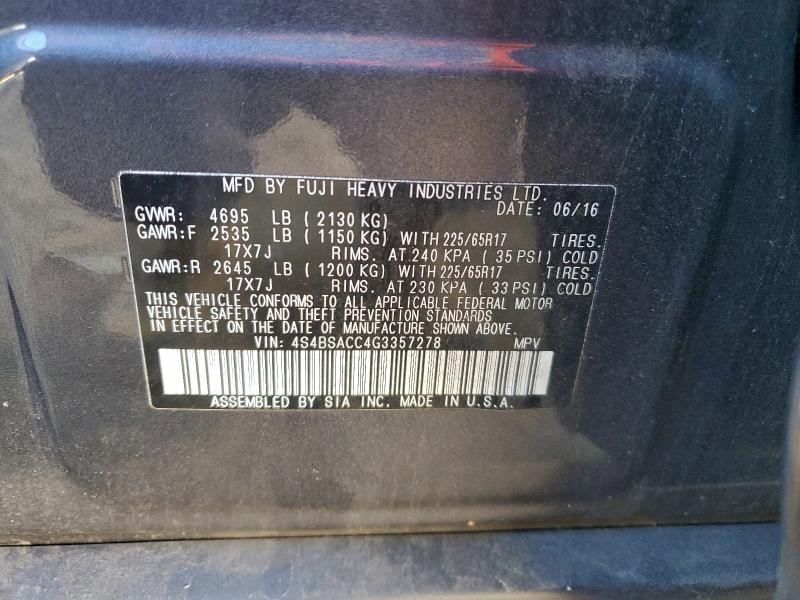 MFD BY FUJI HEAVY INDUSTRIES LTD.
DATE: 06/16
GVWR: 4695 LB (2130 KG)
GAWR:F 2535 LB (1150 KG) WITH 225/65R17 TIRES.
17X7J RIMS. AT 240 KPA (35 PSI) COLD
GAWR:R 2645 LB (1200 KG) WITH 225/65R17 TIRES.
17X7J RIMS. AT 230 KPA (33 PSI) COLD
THIS VEHICLE CONFORMS TO ALL APPLICABLE FEDERAL MOTOR
VEHICLE SAFETY AND THEFT PREVENTION STANDARDS
IN EFFECT ON THE DATE OF MANUFACTURE SHOWN ABOVE.
VIN: 4S4BSACC4G3357278 MPV
ASSEMBLED BY SIA INC. MADE IN U.S.A.